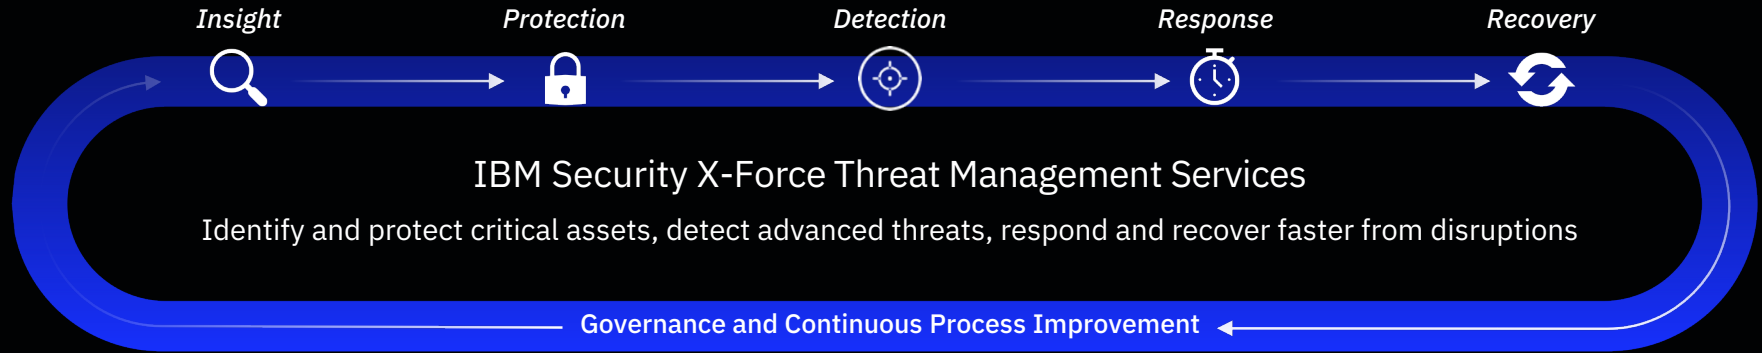 Insight
Protection
Detection
Response
Recovery
IBM Security X-Force Threat Management Services
Identify and protect critical assets, detect advanced threats, respond and recover faster from disruptions
Governance and Continuous Process Improvement